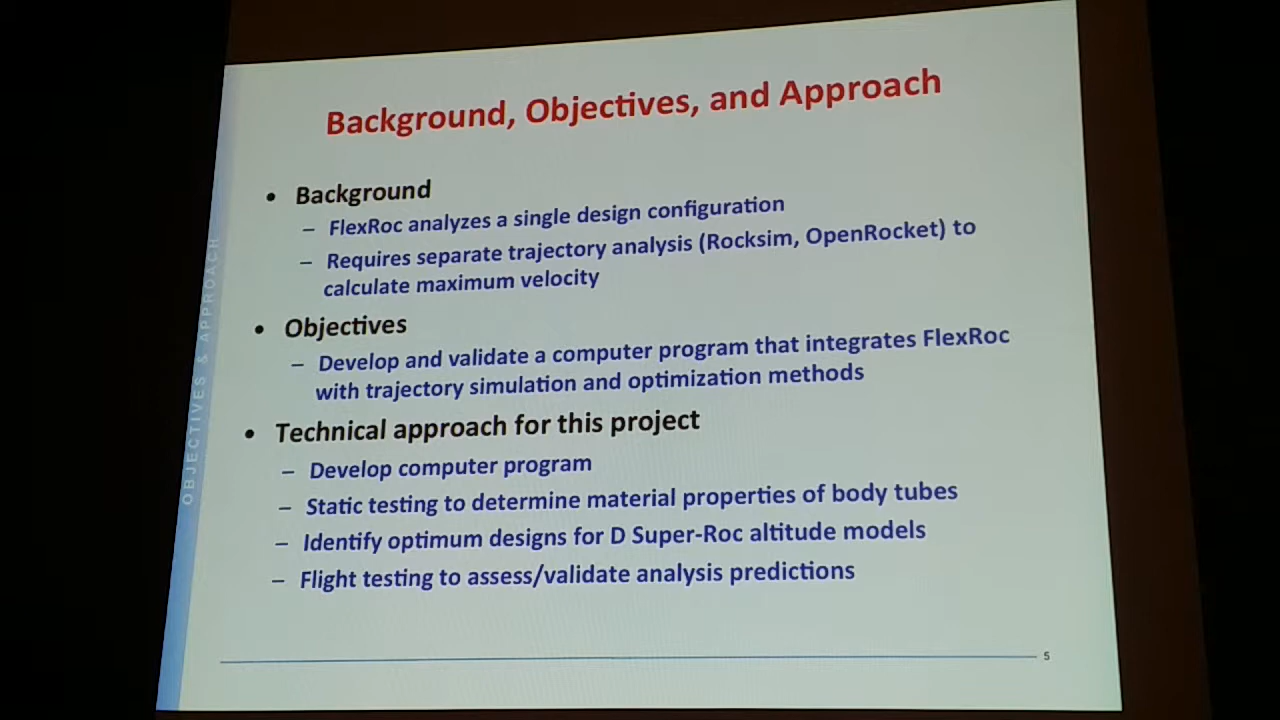 Background, Objectives, and Approach
• Background
– FlexRoc analyzes a single design configuration
– Requires separate trajectory analysis (Rocksim, OpenRocket) to
calculate maximum velocity
• Objectives
– Develop and validate a computer program that integrates FlexRoc
with trajectory simulation and optimization methods
• Technical approach for this project
– Develop computer program
– Static testing to determine material properties of body tubes
– Identify optimum designs for D Super-Roc altitude models
– Flight testing to assess/validate analysis predictions
OBJECTIVES & APPROACH
5